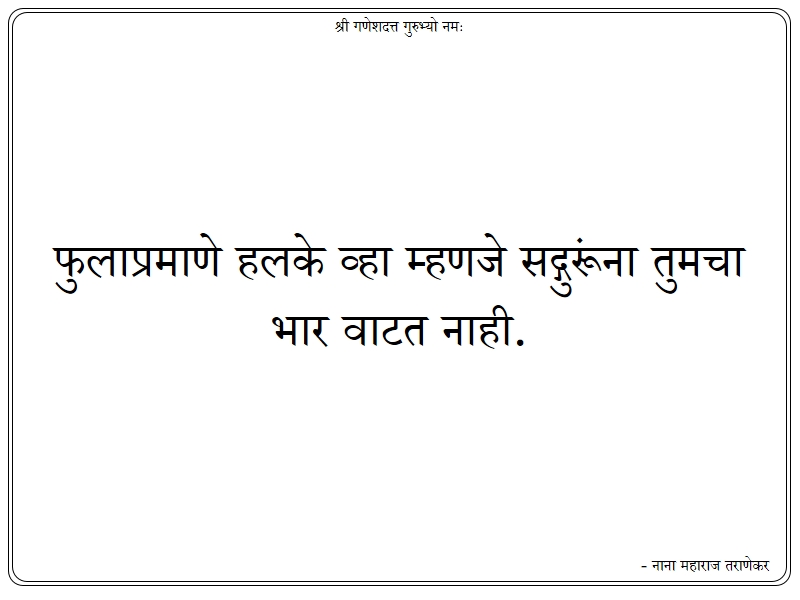 श्री गणेशदत्त गुरुभ्यो नमः
फुलाप्रमाणे हलके व्हा म्हणजे सद्गुरूंना तुमचा
भार वाटत नाही.
- नाना महाराज तराणेकर